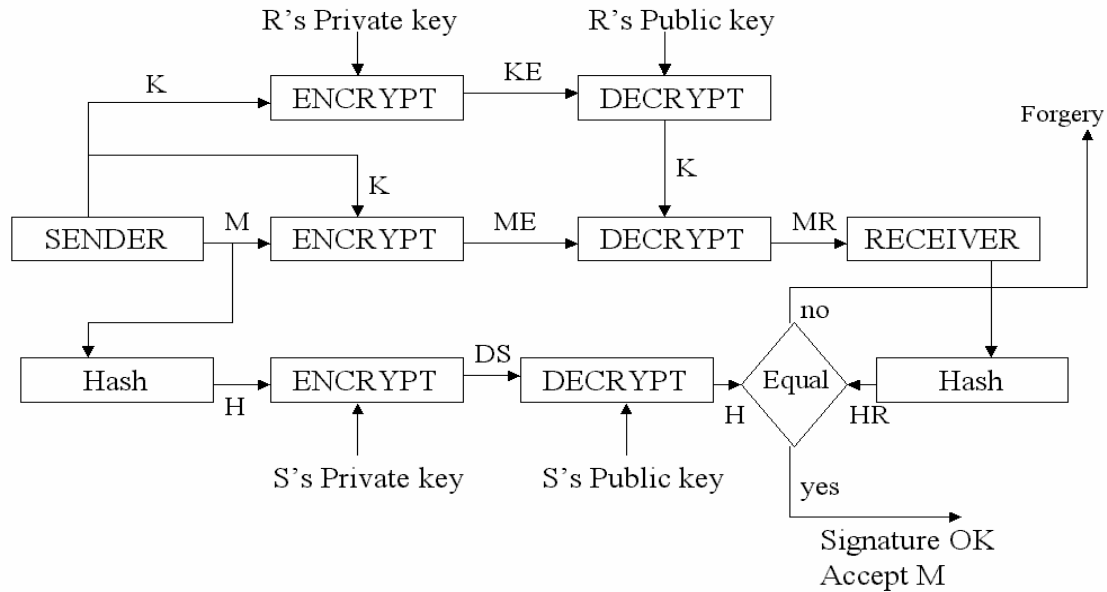 R's Private key
R's Public key
K
ENCRYPT
KE
DECRYPT
Forgery
K
K
SENDER
M
ENCRYPT
ME
DECRYPT
MR
RECEIVER
no
Hash
H
ENCRYPT
DS
DECRYPT
H
Equal
HR
Hash
S's Private key
S's Public key
yes
Signature OK
Accept M